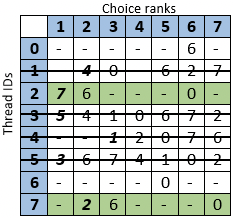 Choice ranks
1 2 3 4 5 6 7
Thread IDs
0 - - - - - 6 -
1 - 4 0 - 6 2 7
2 7 6 - - - 0 -
3 5 4 1 0 6 7 2
4 - - 1 2 0 7 6
5 3 6 7 4 1 0 2
6 - - - - 0 - -
7 - 2 6 - - - 0